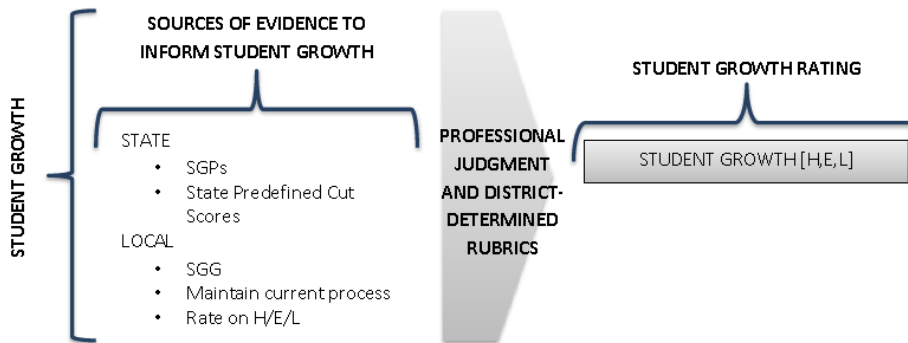 STUDENT GROWTH
SOURCES OF EVIDENCE TO
INFORM STUDENT GROWTH
STATE
• SGPs
• State Predefined Cut
Scores
LOCAL
• SGG
• Maintain current process
• Rate on H/E/L
PROFESSIONAL
JUDGMENT
AND DISTRICT-
DETERMINED
RUBRICS
STUDENT GROWTH RATING
STUDENT GROWTH [H,E,L]